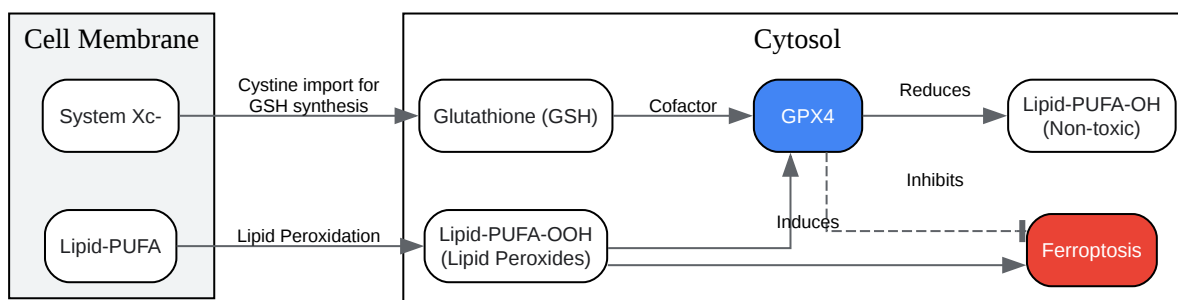 Cell Membrane
Cytosol
System Xc-
Cystine import for
GSH synthesis
Glutathione (GSH)
Cofactor
GPX4
Reduces
Lipid-PUFA-OH
(Non-toxic)
Inhibits
Induces
Lipid-PUFA
Lipid Peroxidation
Lipid-PUFA-OOH
(Lipid Peroxides)
Ferroptosis